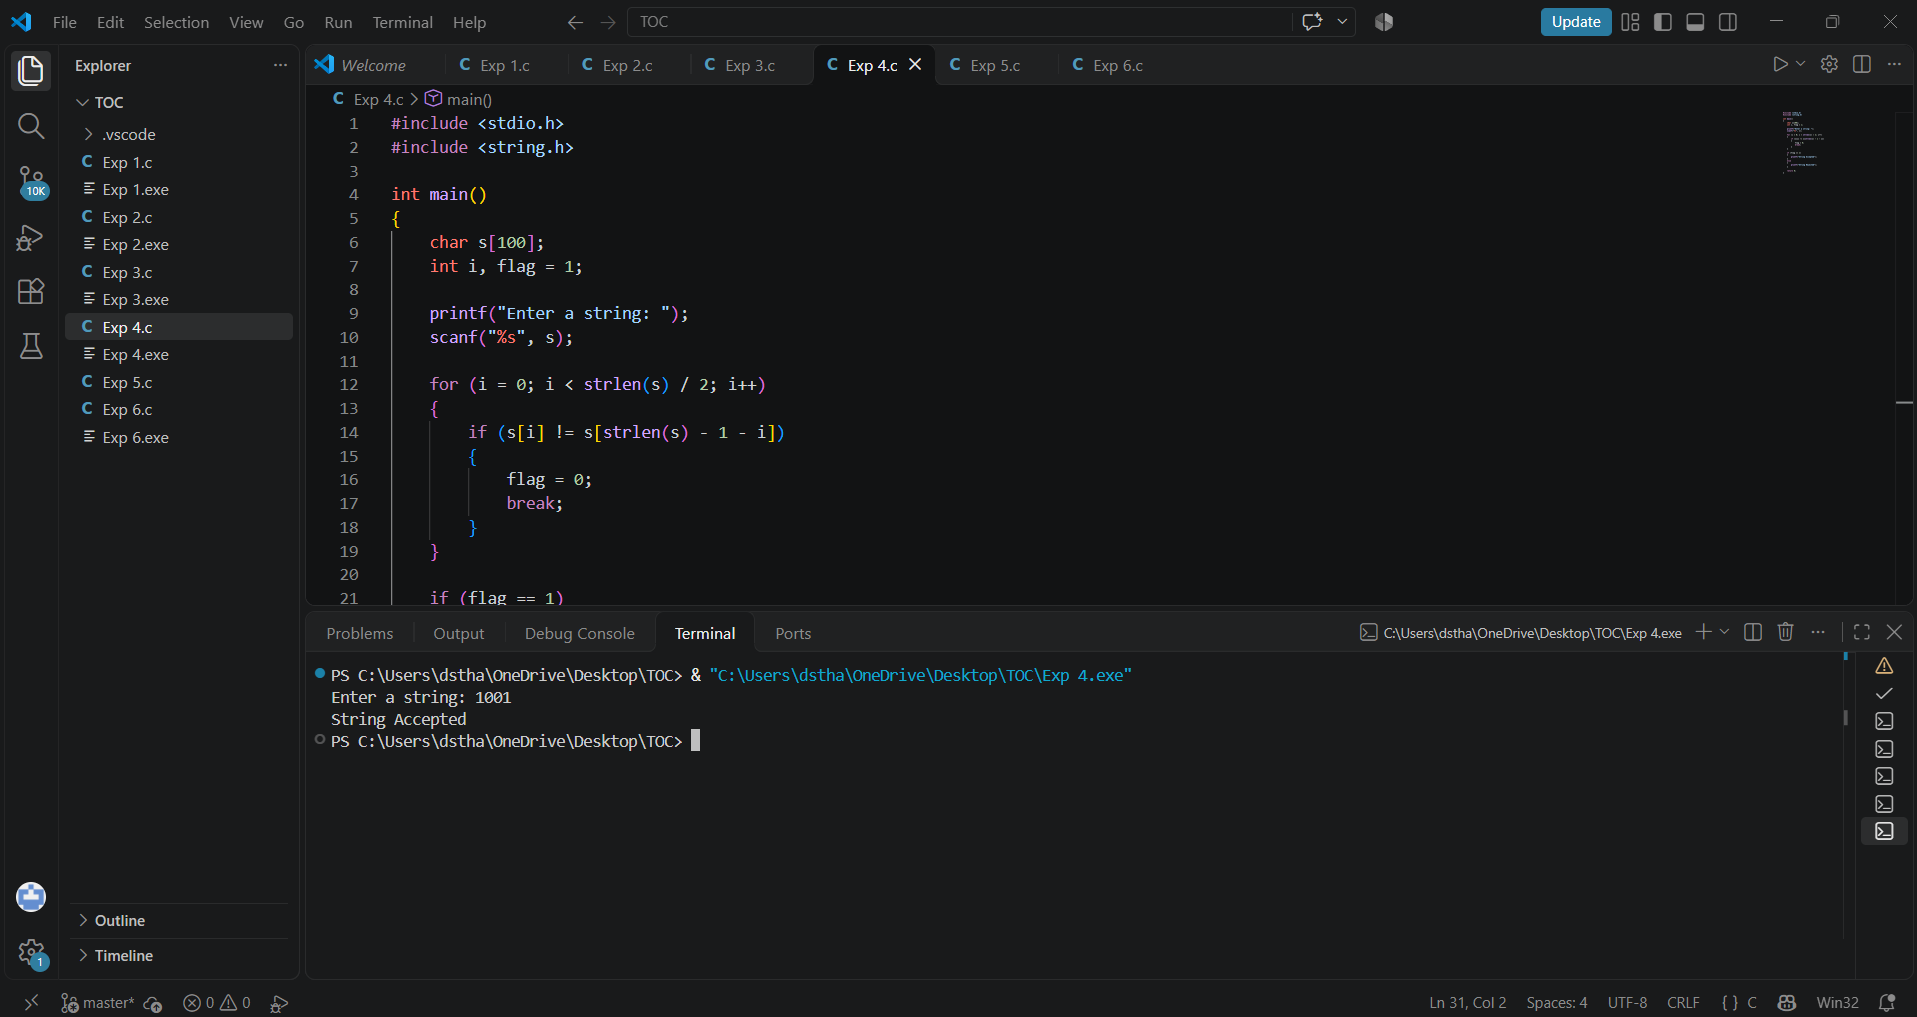 File Edit Selection View Go Run Terminal Help TOC Update
Explorer
TOC
.vscode
C Exp 1.c
Exp 1.exe
C Exp 2.c
Exp 2.exe
C Exp 3.c
Exp 3.exe
C Exp 4.c
Exp 4.exe
C Exp 5.c
C Exp 6.c
Exp 6.exe
10K
Outline
Timeline
1
Welcome C Exp 1.c C Exp 2.c C Exp 3.c C Exp 4.c C Exp 5.c C Exp 6.c
C Exp 4.c > main()
1 #include <stdio.h>
2 #include <string.h>
3
4 int main()
5 {
6 char s[100];
7 int i, flag = 1;
8
9 printf("Enter a string: ");
10 scanf("%s", s);
11
12 for (i = 0; i < strlen(s) / 2; i++)
13 {
14 if (s[i] != s[strlen(s) - 1 - i])
15 {
16 flag = 0;
17 break;
18 }
19 }
20
21 if (flag == 1)
Problems Output Debug Console Terminal Ports C:\Users\dstha\OneDrive\Desktop\TOC\Exp 4.exe
PS C:\Users\dstha\OneDrive\Desktop\TOC> & "C:\Users\dstha\OneDrive\Desktop\TOC\Exp 4.exe"
Enter a string: 1001
String Accepted
PS C:\Users\dstha\OneDrive\Desktop\TOC>
master* 0 0 Ln 31, Col 2 Spaces: 4 UTF-8 CRLF { } C Win32